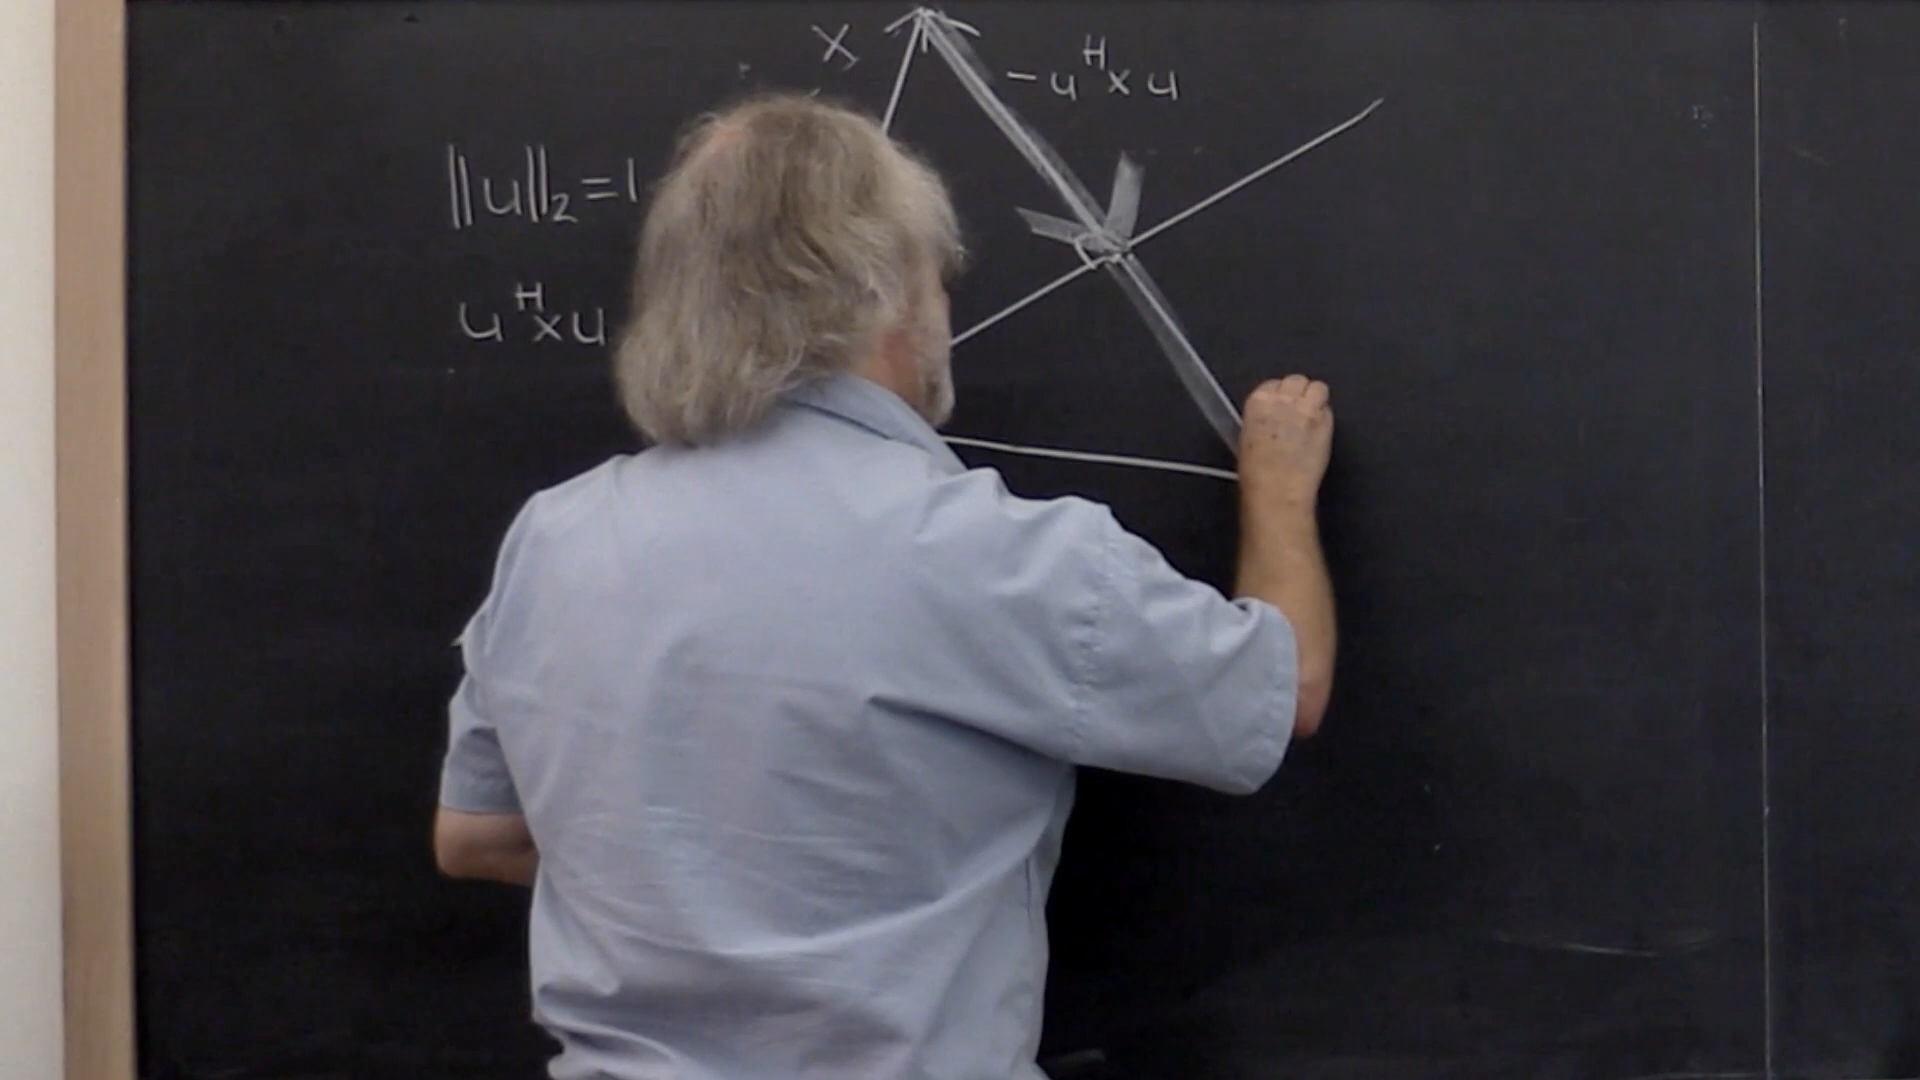 x
-u^H x u
‖u‖₂ = 1
u^H x u